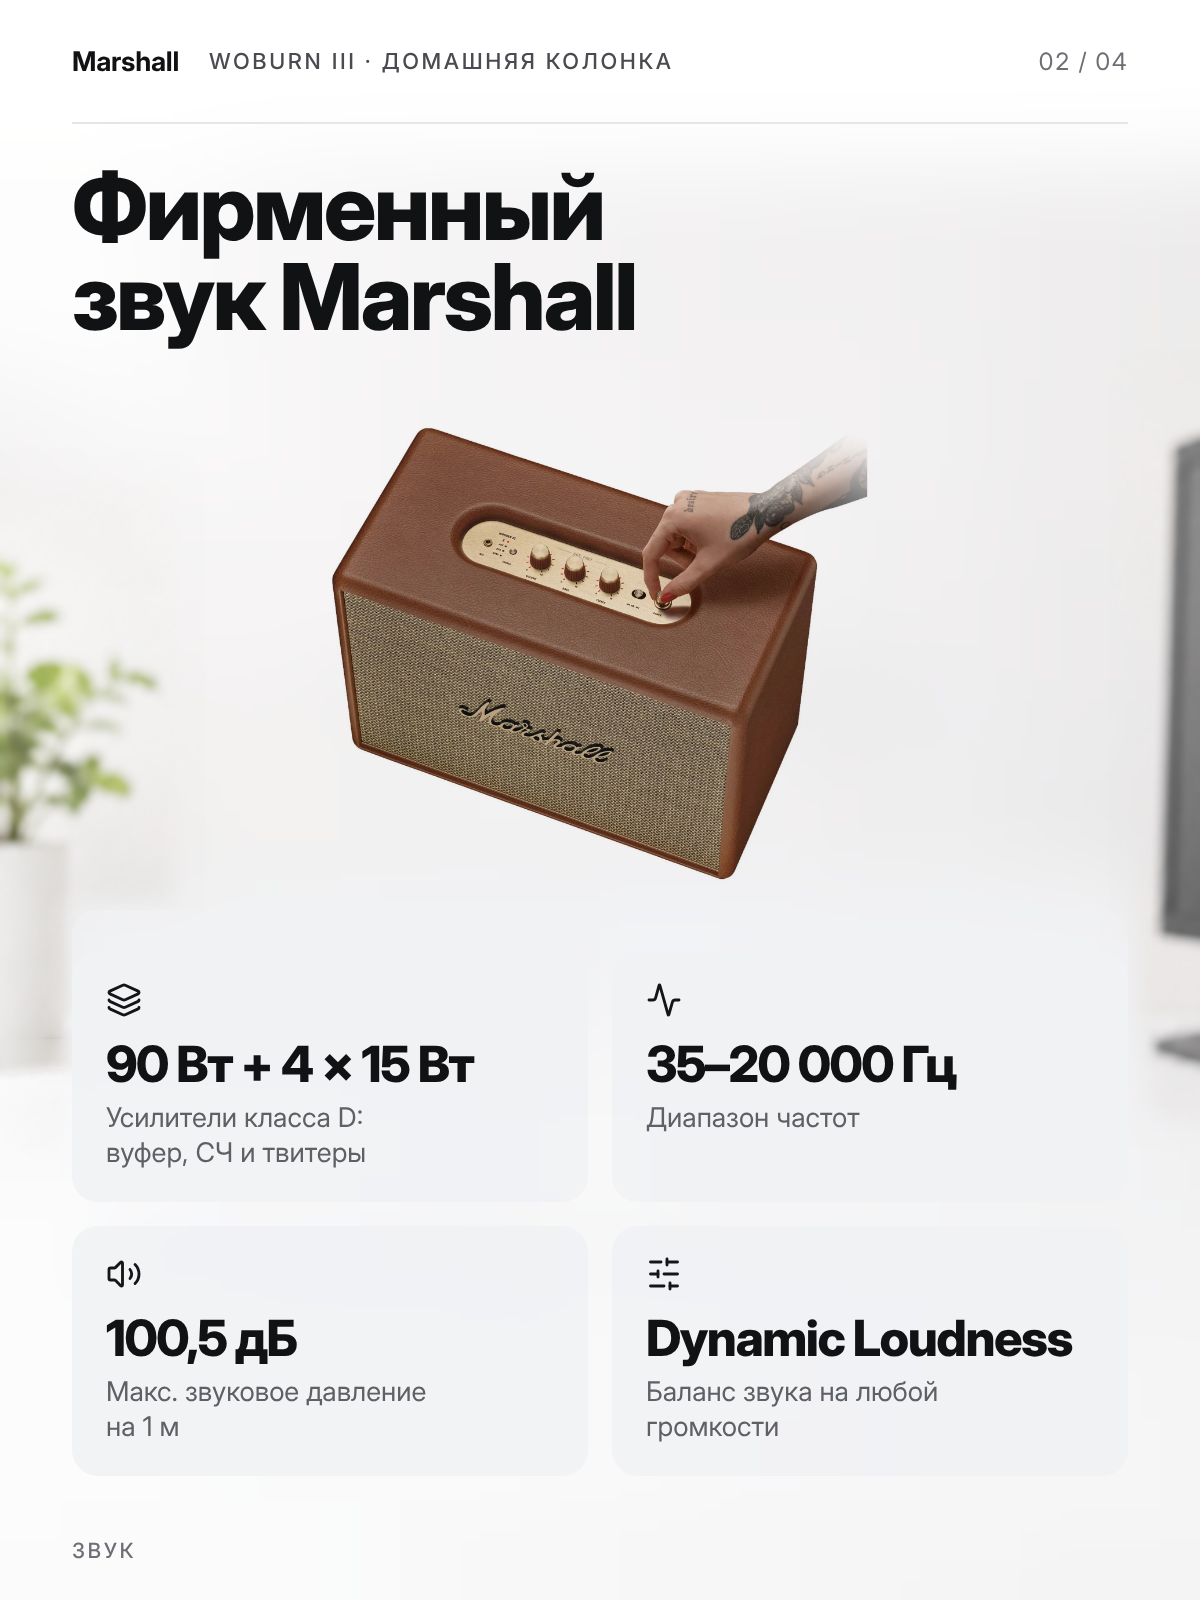 Marshall WOBURN III · ДОМАШНЯЯ КОЛОНКА 02 / 04
Фирменный
звук Marshall
Marshall
90 Вт + 4 × 15 Вт
Усилители класса D:
вуфер, СЧ и твитеры
35–20 000 Гц
Диапазон частот
100,5 дБ
Макс. звуковое давление
на 1 м
Dynamic Loudness
Баланс звука на любой
громкости
ЗВУК